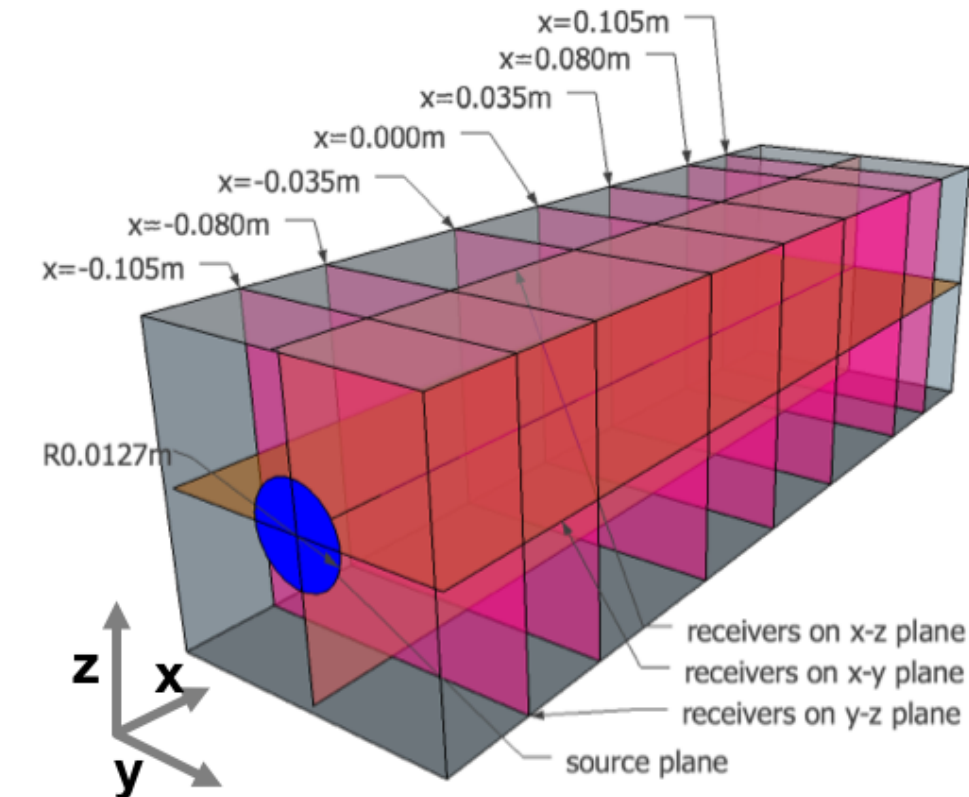 x=0.105m
x=0.080m
x=0.035m
x=0.000m
x=-0.035m
x=-0.080m
x=-0.105m
R0.0127m
z
x
y
receivers on x-z plane
receivers on x-y plane
receivers on y-z plane
source plane